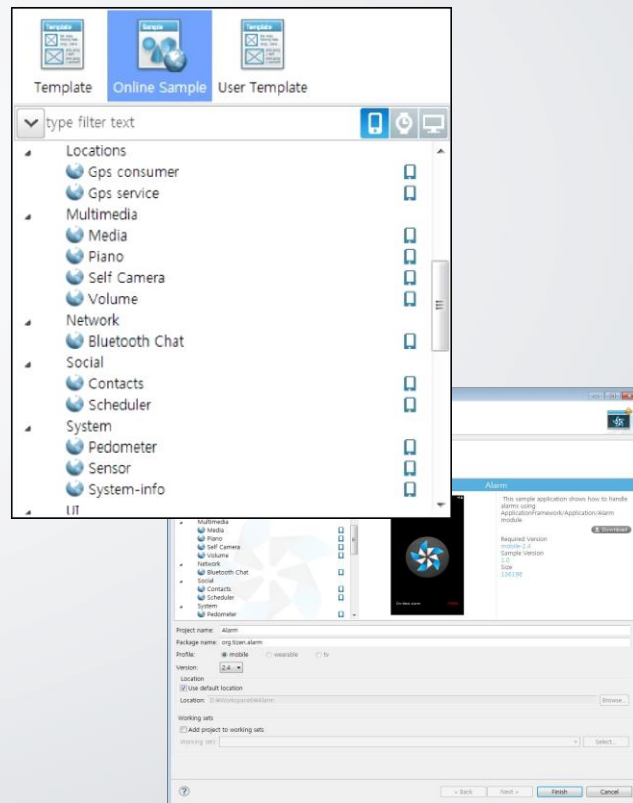 Template
Online Sample
User Template
type filter text
Locations
Gps consumer
Gps service
Multimedia
Media
Piano
Self Camera
Volume
Network
Bluetooth Chat
Social
Contacts
Scheduler
System
Pedometer
Sensor
System-info
UI
Alarm
This sample application shows how to handle
alarms using
ApplicationFramework/Application/Alarm
module.
Download
Required Version
mobile-2.4
Sample Version
1.0
Size
Multimedia
Media
Piano
Self Camera
Volume
Network
Bluetooth Chat
Social
Contacts
Scheduler
System
Pedometer
Project name: Alarm
Package name: org.tizen.alarm
Profile: mobile wearable tv
Version: 2.4
Location
Use default location
Location: Browse...
Working sets
Add project to working sets
Working sets: Select...
< Back Next > Finish Cancel